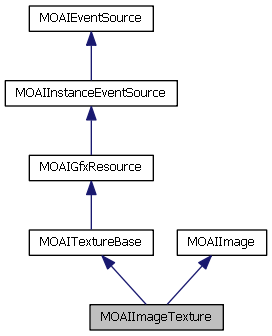 MOAIEventSource
MOAIInstanceEventSource
MOAIGfxResource
MOAITextureBase
MOAIImage
MOAIImageTexture